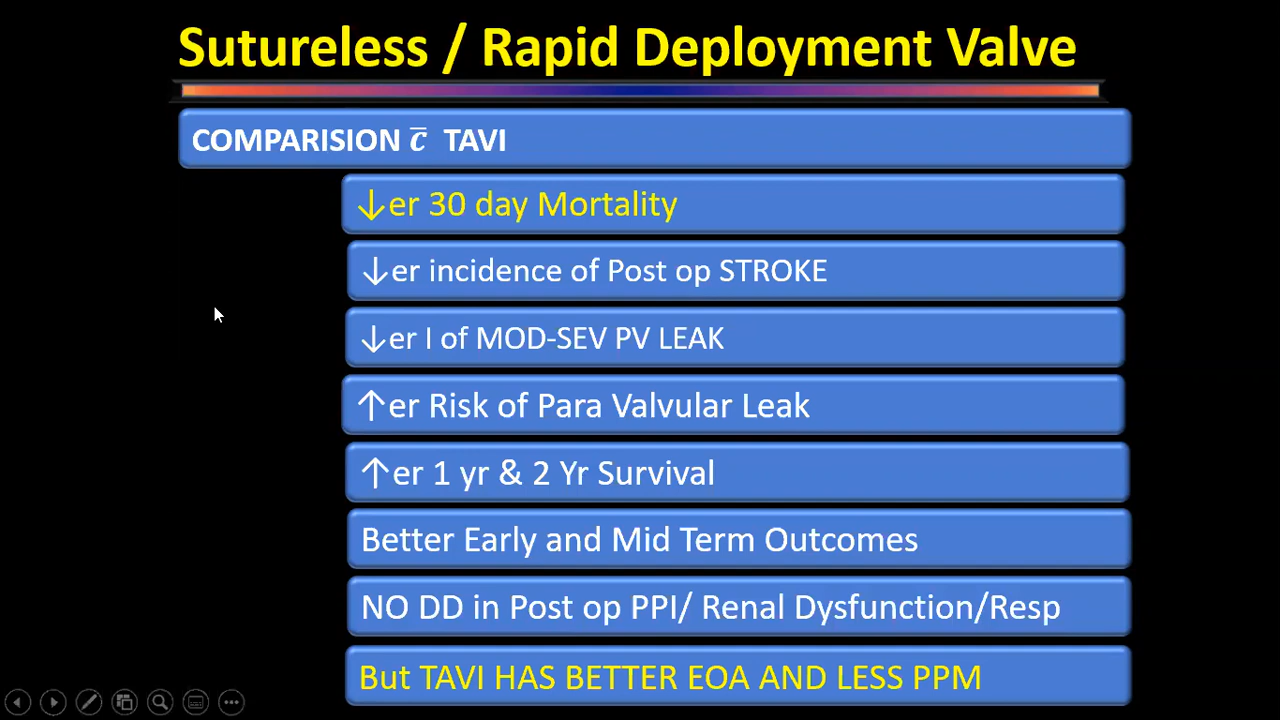 Sutureless / Rapid Deployment Valve
COMPARISION c̅ TAVI
↓er 30 day Mortality
↓er incidence of Post op STROKE
↓er I of MOD-SEV PV LEAK
↑er Risk of Para Valvular Leak
↑er 1 yr & 2 Yr Survival
Better Early and Mid Term Outcomes
NO DD in Post op PPI/ Renal Dysfunction/Resp
But TAVI HAS BETTER EOA AND LESS PPM